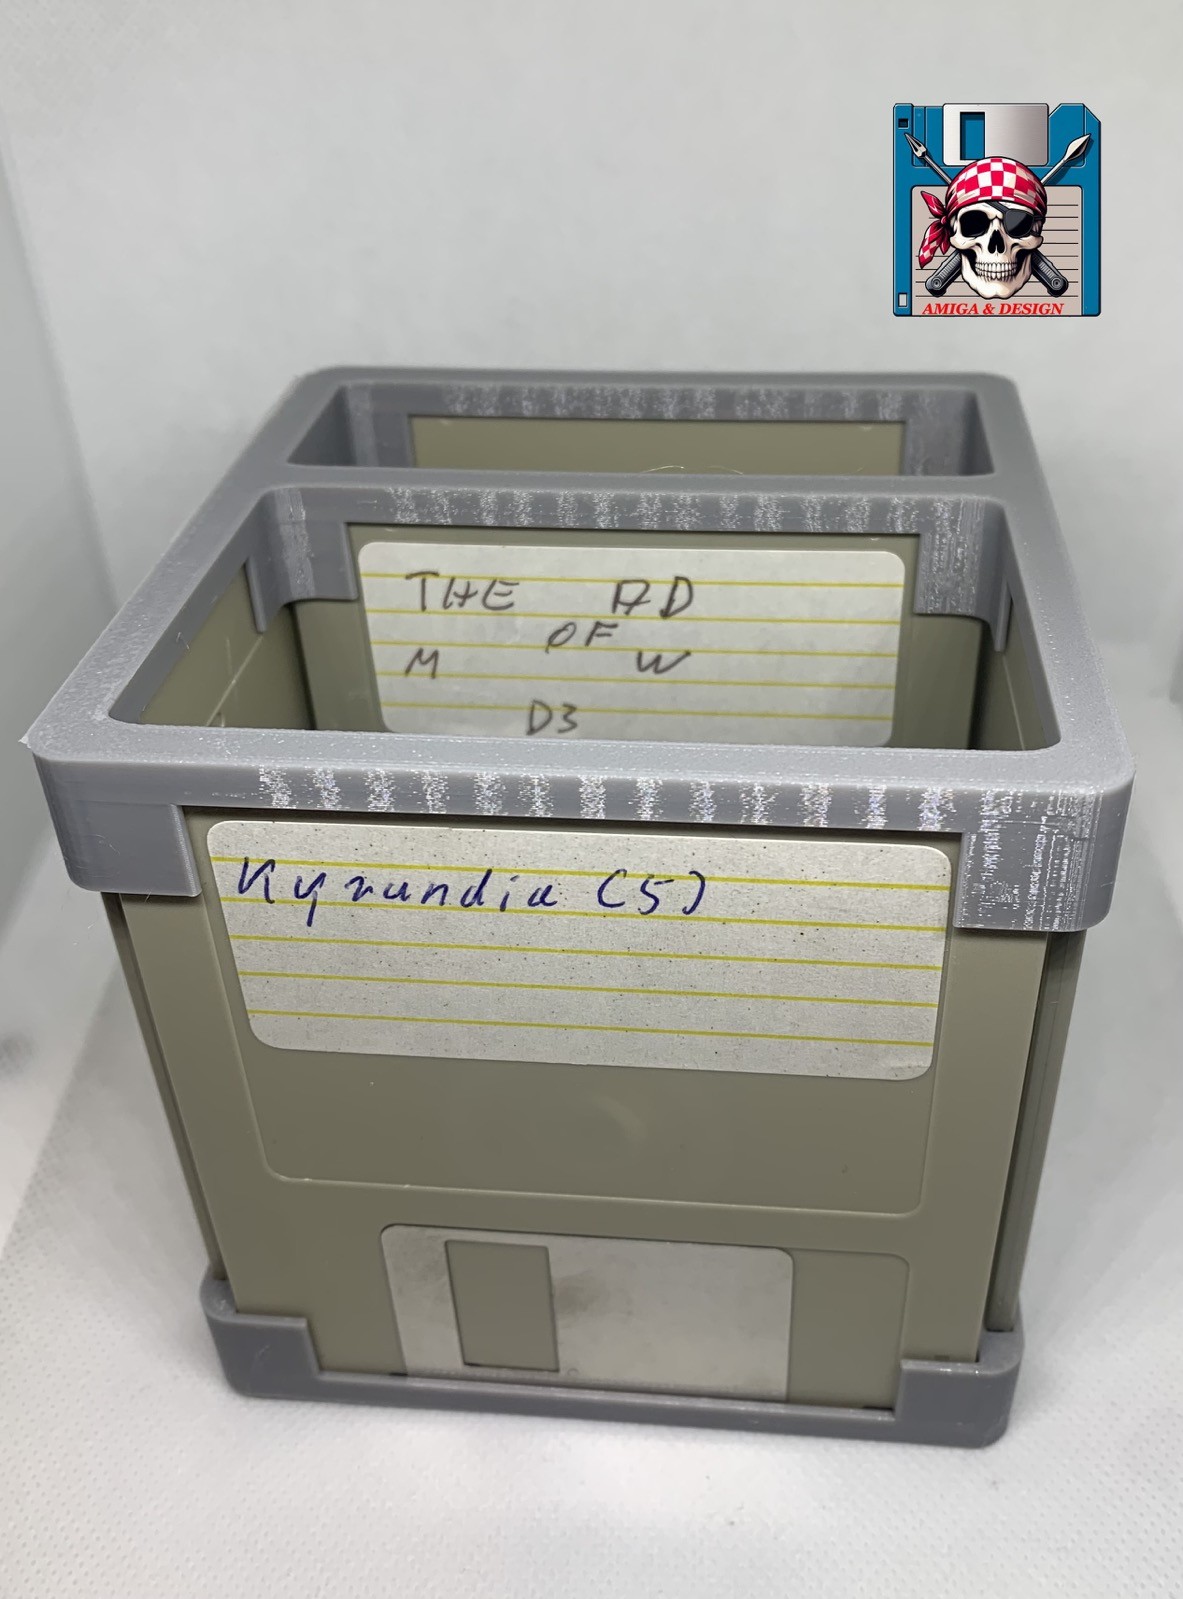 AMIGA & DESIGN
THE AD
OF
M W
D3
Kyrandia (5)